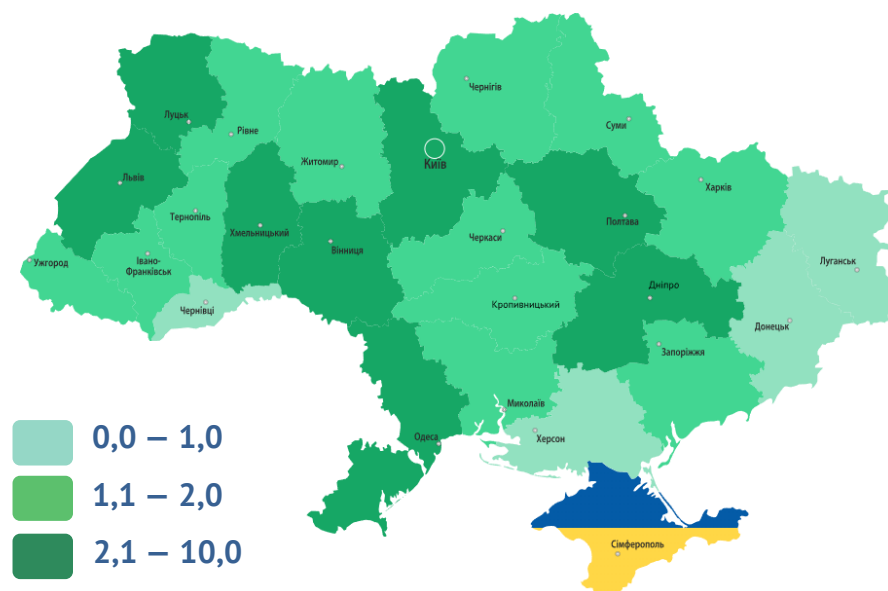 Чернігів
Луцьк
Суми
Рівне
Житомир
Київ
Львів
Харків
Тернопіль
Полтава
Хмельницький
Черкаси
Вінниця
Ужгород
Івано-
Франківськ
Луганськ
Дніпро
Чернівці
Кропивницький
Донецьк
Запоріжжя
Миколаїв
Одеса
Херсон
0,0 – 1,0
1,1 – 2,0
2,1 – 10,0
Сімферополь